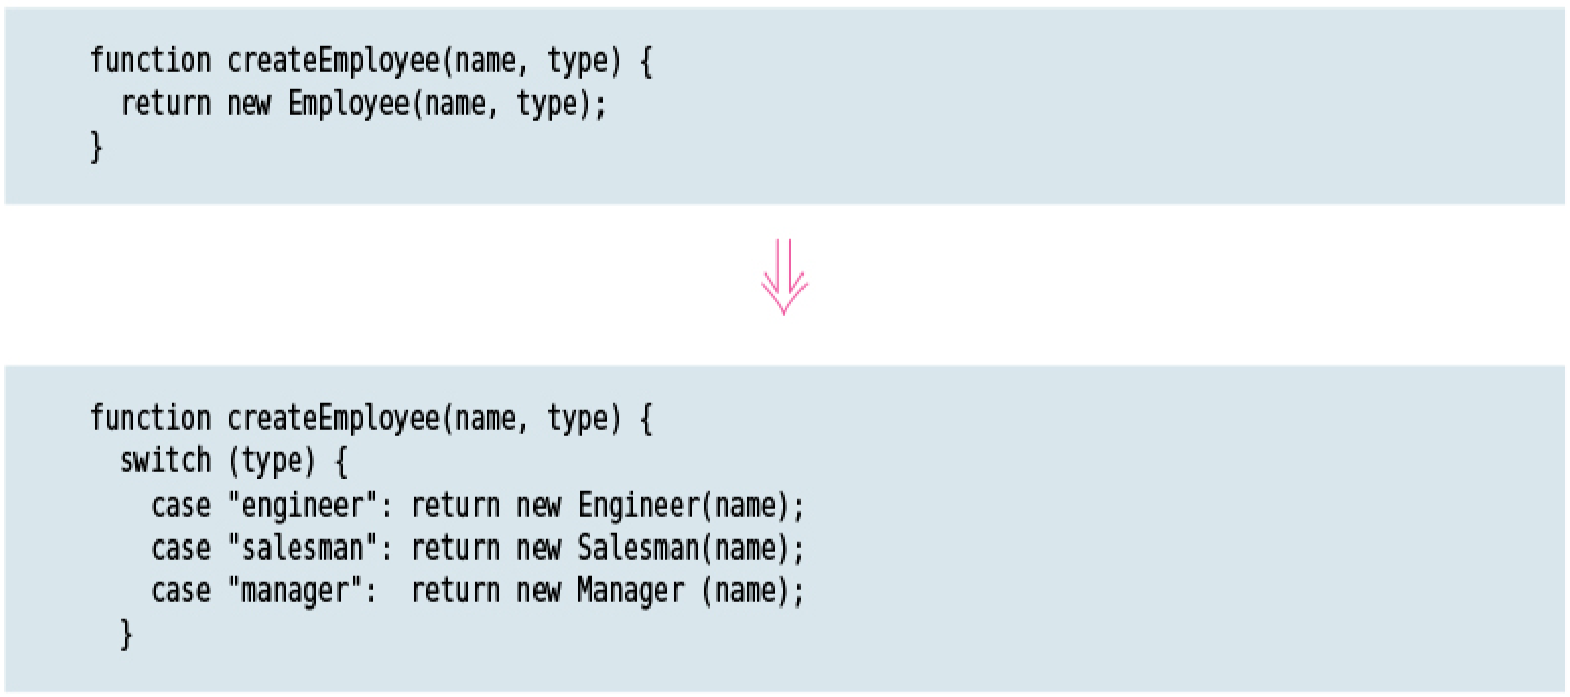 function createEmployee(name, type) {
  return new Employee(name, type);
}
function createEmployee(name, type) {
  switch (type) {
    case "engineer": return new Engineer(name);
    case "salesman": return new Salesman(name);
    case "manager":  return new Manager (name);
  }